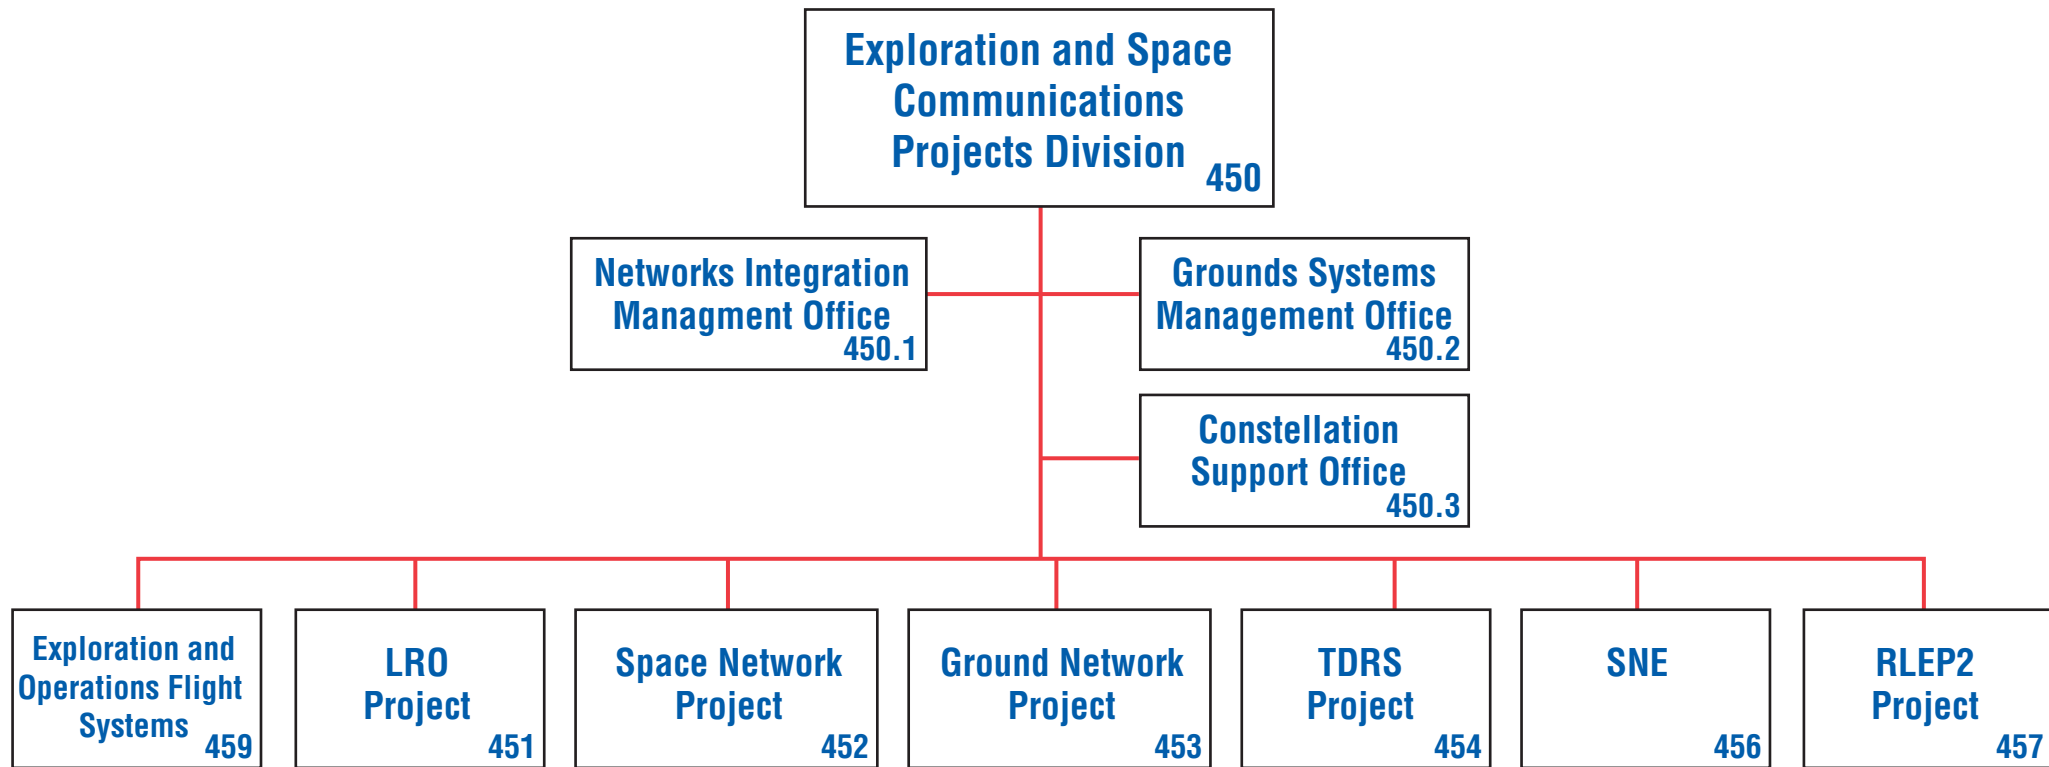 Exploration and Space
Communications
Projects Division
450
Networks Integration
Managment Office
450.1
Grounds Systems
Management Office
450.2
Constellation
Support Office
450.3
Exploration and
Operations Flight
Systems
459
LRO
Project
451
Space Network
Project
452
Ground Network
Project
453
TDRS
Project
454
SNE
456
RLEP2
Project
457